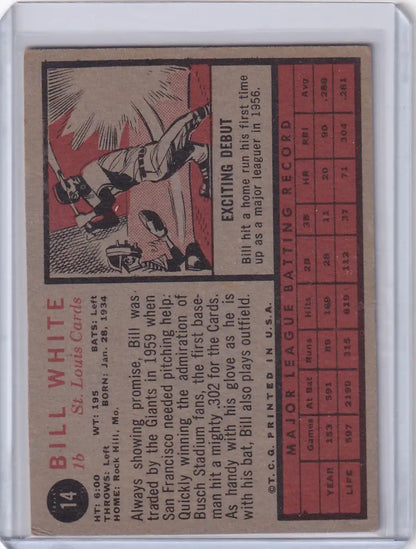 14
BILL WHITE
1b St. Louis Cards
HT: 6:00 WT: 195 BATS: Left
THROWS: Left BORN: Jan. 28, 1934
HOME: Rock Hill, Mo.
Always showing promise, Bill was
traded by the Giants in 1959 when
San Francisco needed pitching help.
Quickly winning the admiration of
Busch Stadium fans, the first base-
man hit a mighty .302 for the Cards.
As handy with his glove as he is
with his bat, Bill also plays outfield.
©T.C.G. PRINTED IN U.S.A.
EXCITING DEBUT
Bill hit a home run his first time
up as a major leaguer in 1956.
MAJOR LEAGUE BATTING RECORD
Games At Bat Runs Hits 2B 3B HR RBI Avg.
YEAR 153 591 89 169 28 11 20 90 .286
LIFE 597 2190 315 619 112 37 71 304 .281